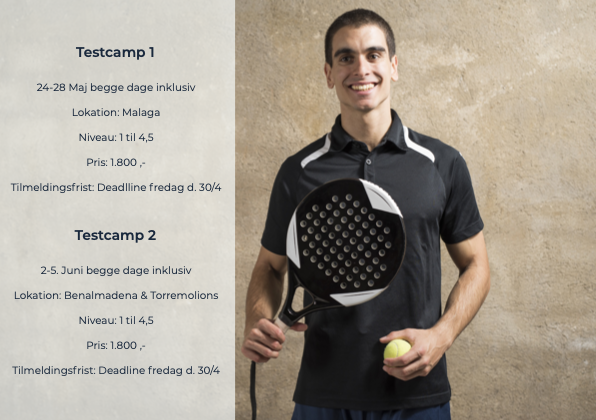 Testcamp 1
24-28 Maj begge dage inklusiv
Lokation: Malaga
Niveau: 1 til 4,5
Pris: 1.800 ,-
Tilmeldingsfrist: Deadlline fredag d. 30/4
Testcamp 2
2-5. Juni begge dage inklusiv
Lokation: Benalmadena & Torremolions
Niveau: 1 til 4,5
Pris: 1.800 ,-
Tilmeldingsfrist: Deadline fredag d. 30/4